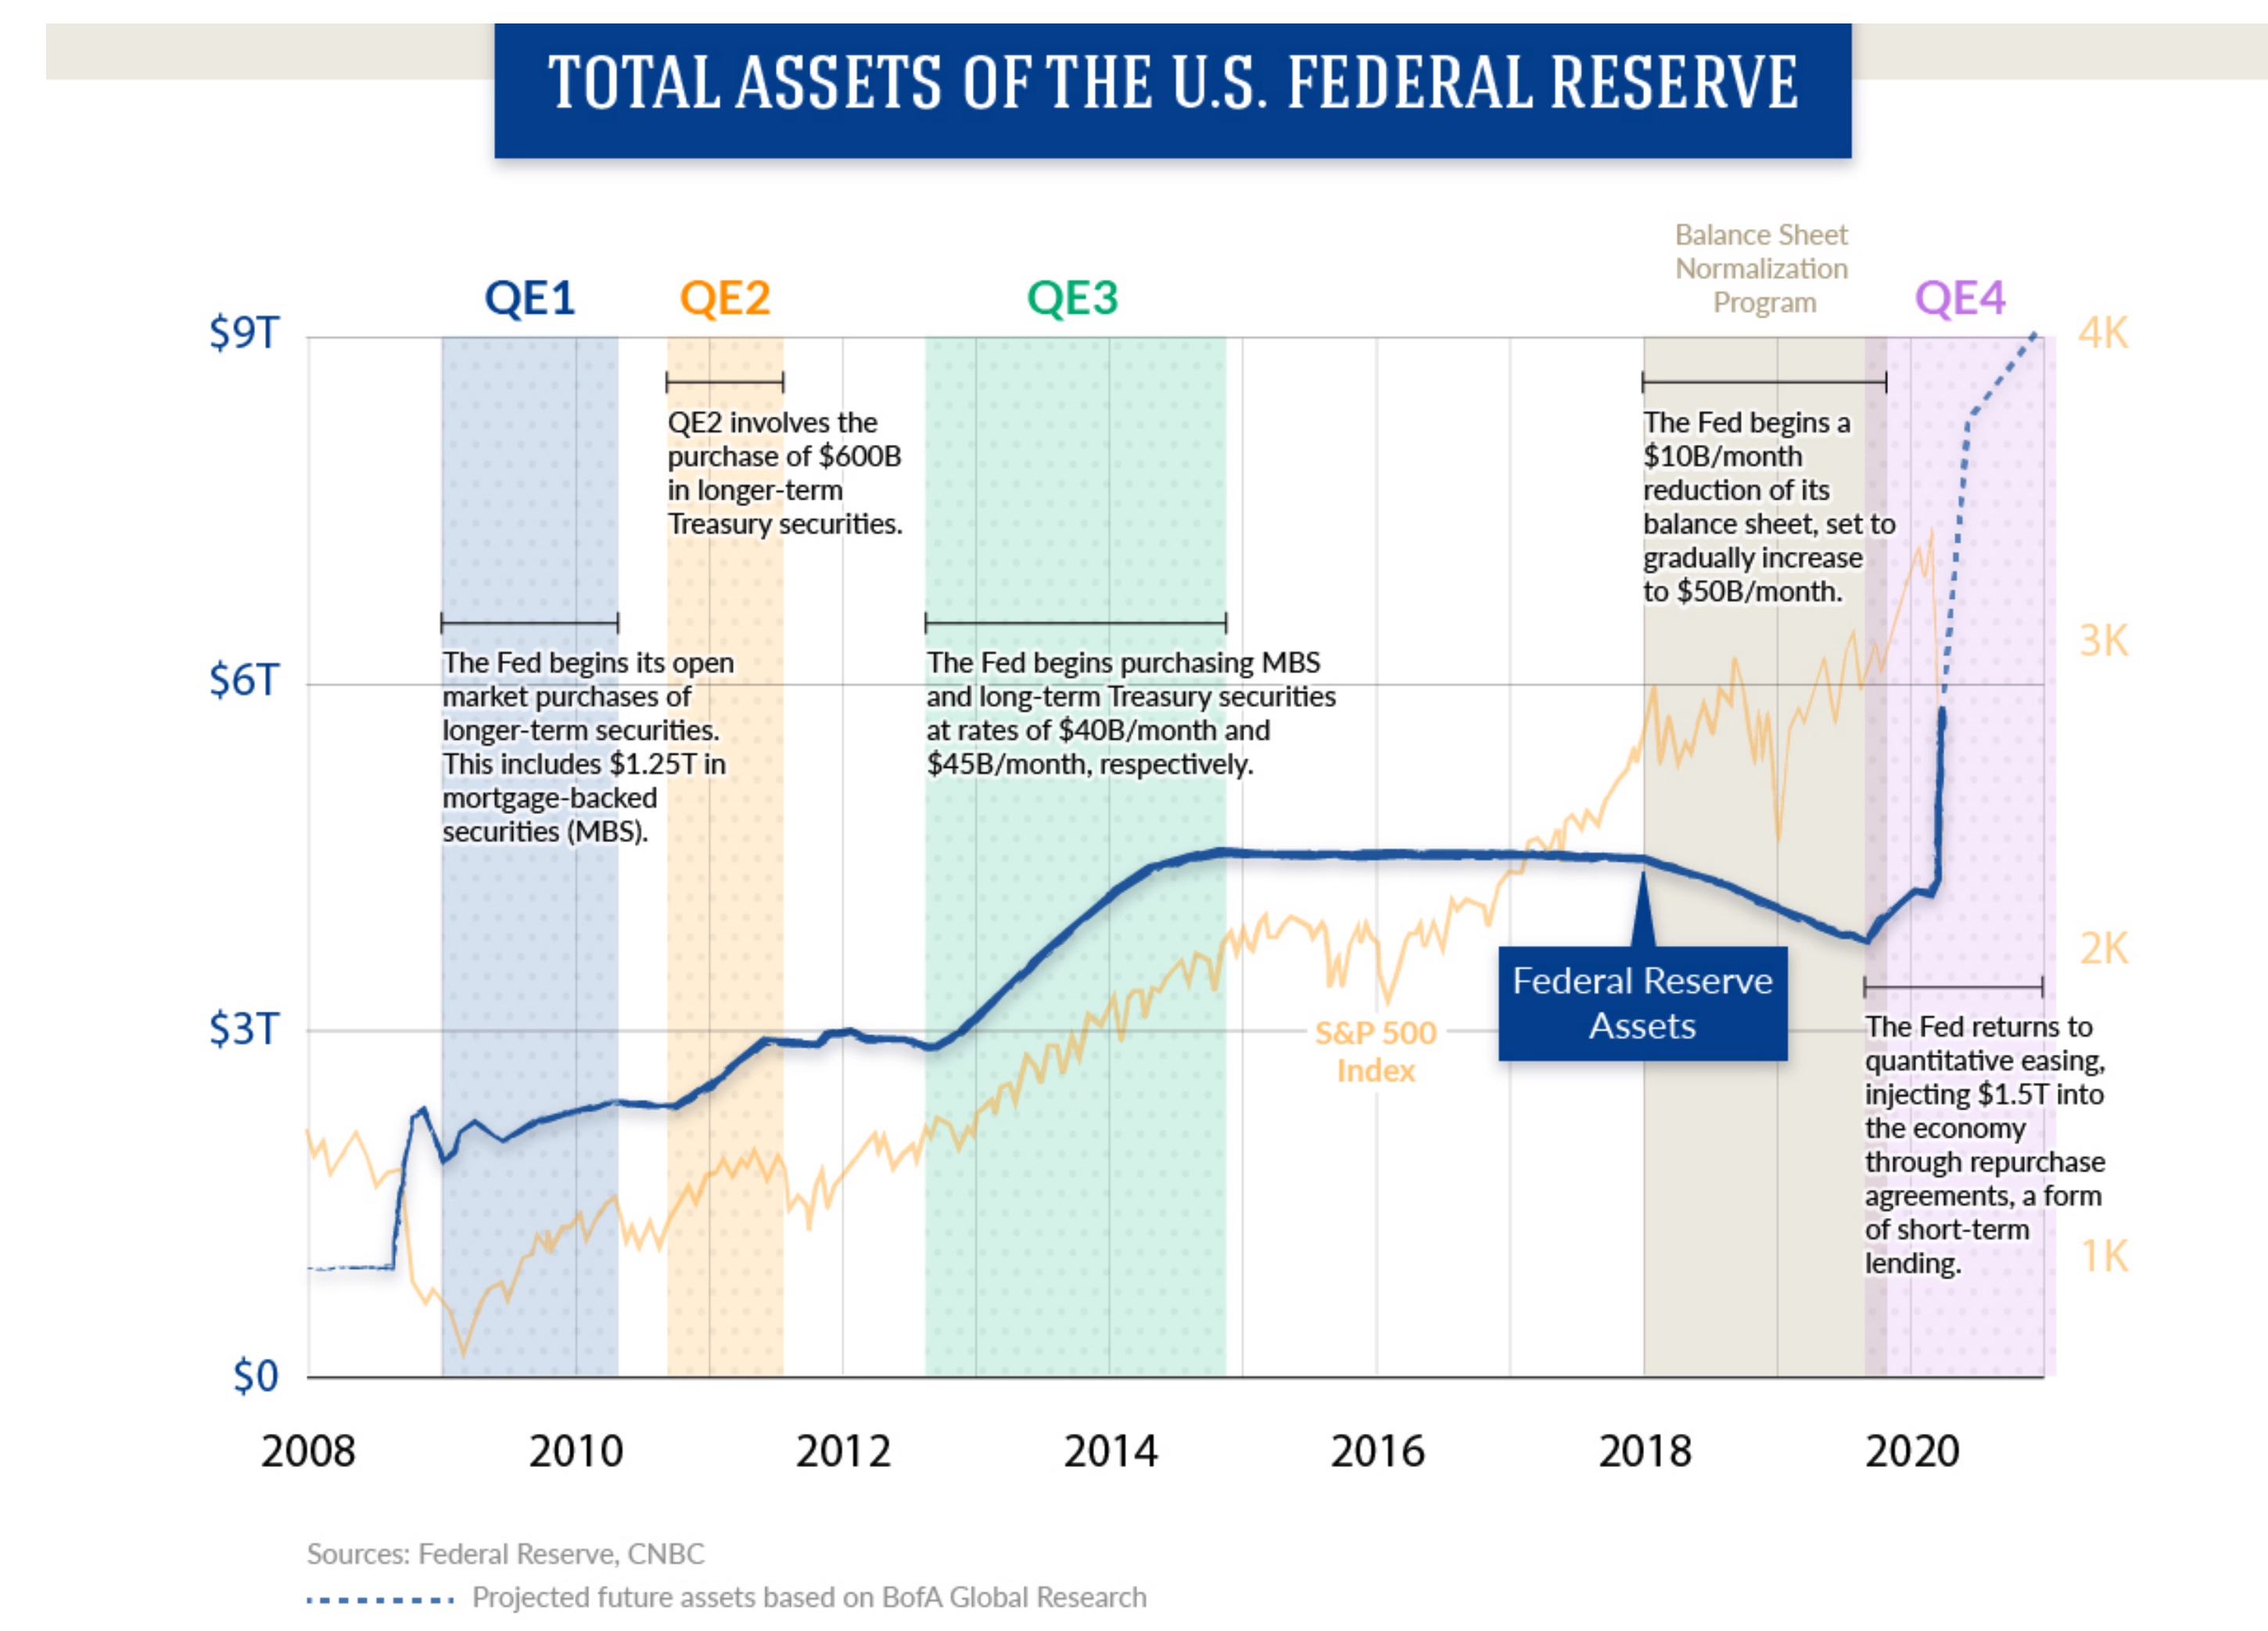 TOTAL ASSETS OF THE U.S. FEDERAL RESERVE
Balance Sheet
Normalization
Program
QE1
QE2
QE3
QE4
$9T
4K
QE2 involves the
purchase of $600B
in longer-term
Treasury securities.
The Fed begins a
$10B/month
reduction of its
balance sheet, set to
gradually increase
to $50B/month.
The Fed begins its open
market purchases of
longer-term securities.
This includes $1.25T in
mortgage-backed
securities (MBS).
The Fed begins purchasing MBS
and long-term Treasury securities
at rates of $40B/month and
$45B/month, respectively.
$6T
3K
2K
Federal Reserve
Assets
$3T
S&P 500
Index
The Fed returns to
quantitative easing,
injecting $1.5T into
the economy
through repurchase
agreements, a form
of short-term
lending.
1K
$0
2008
2010
2012
2014
2016
2018
2020
Sources: Federal Reserve, CNBC
Projected future assets based on BofA Global Research